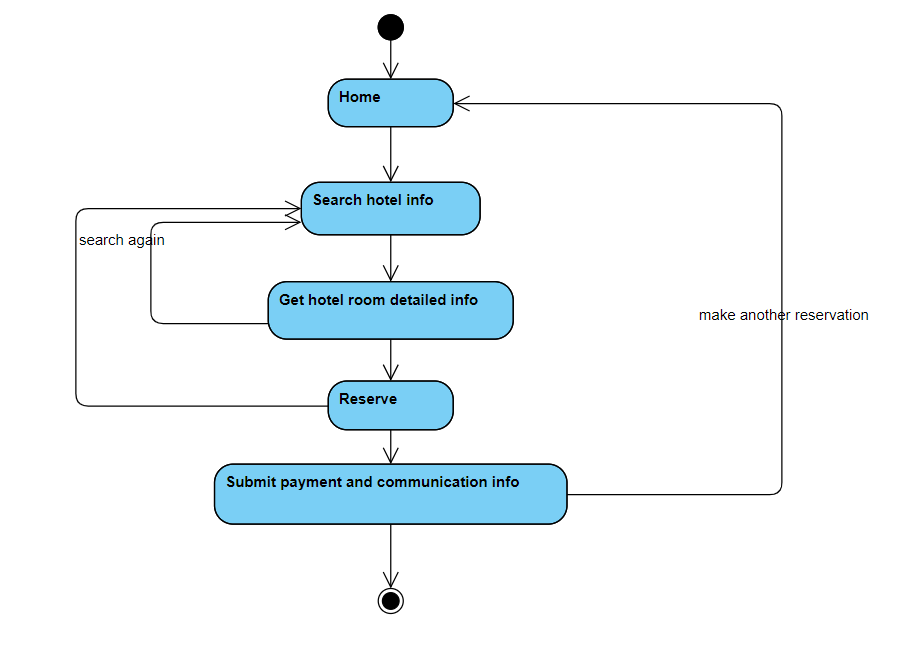 Home
Search hotel info
search again
Get hotel room detailed info
make another reservation
Reserve
Submit payment and communication info